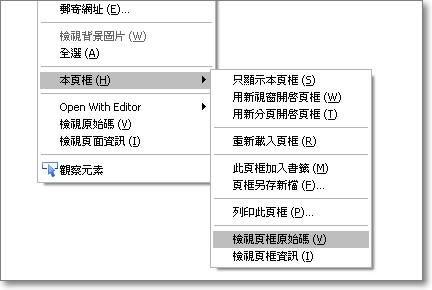 郵寄網址 (E)...
檢視背景圖片 (W)
全選 (A)
本頁框 (H)
Open With Editor
檢視原始碼 (V)
檢視頁面資訊 (I)
觀察元素
只顯示本頁框 (S)
用新視窗開啓頁框 (W)
用新分頁開啓頁框 (T)
重新載入頁框 (R)
此頁框加入書籤 (M)
頁框另存新檔 (F)...
列印此頁框 (P)...
檢視頁框原始碼 (V)
檢視頁框資訊 (I)